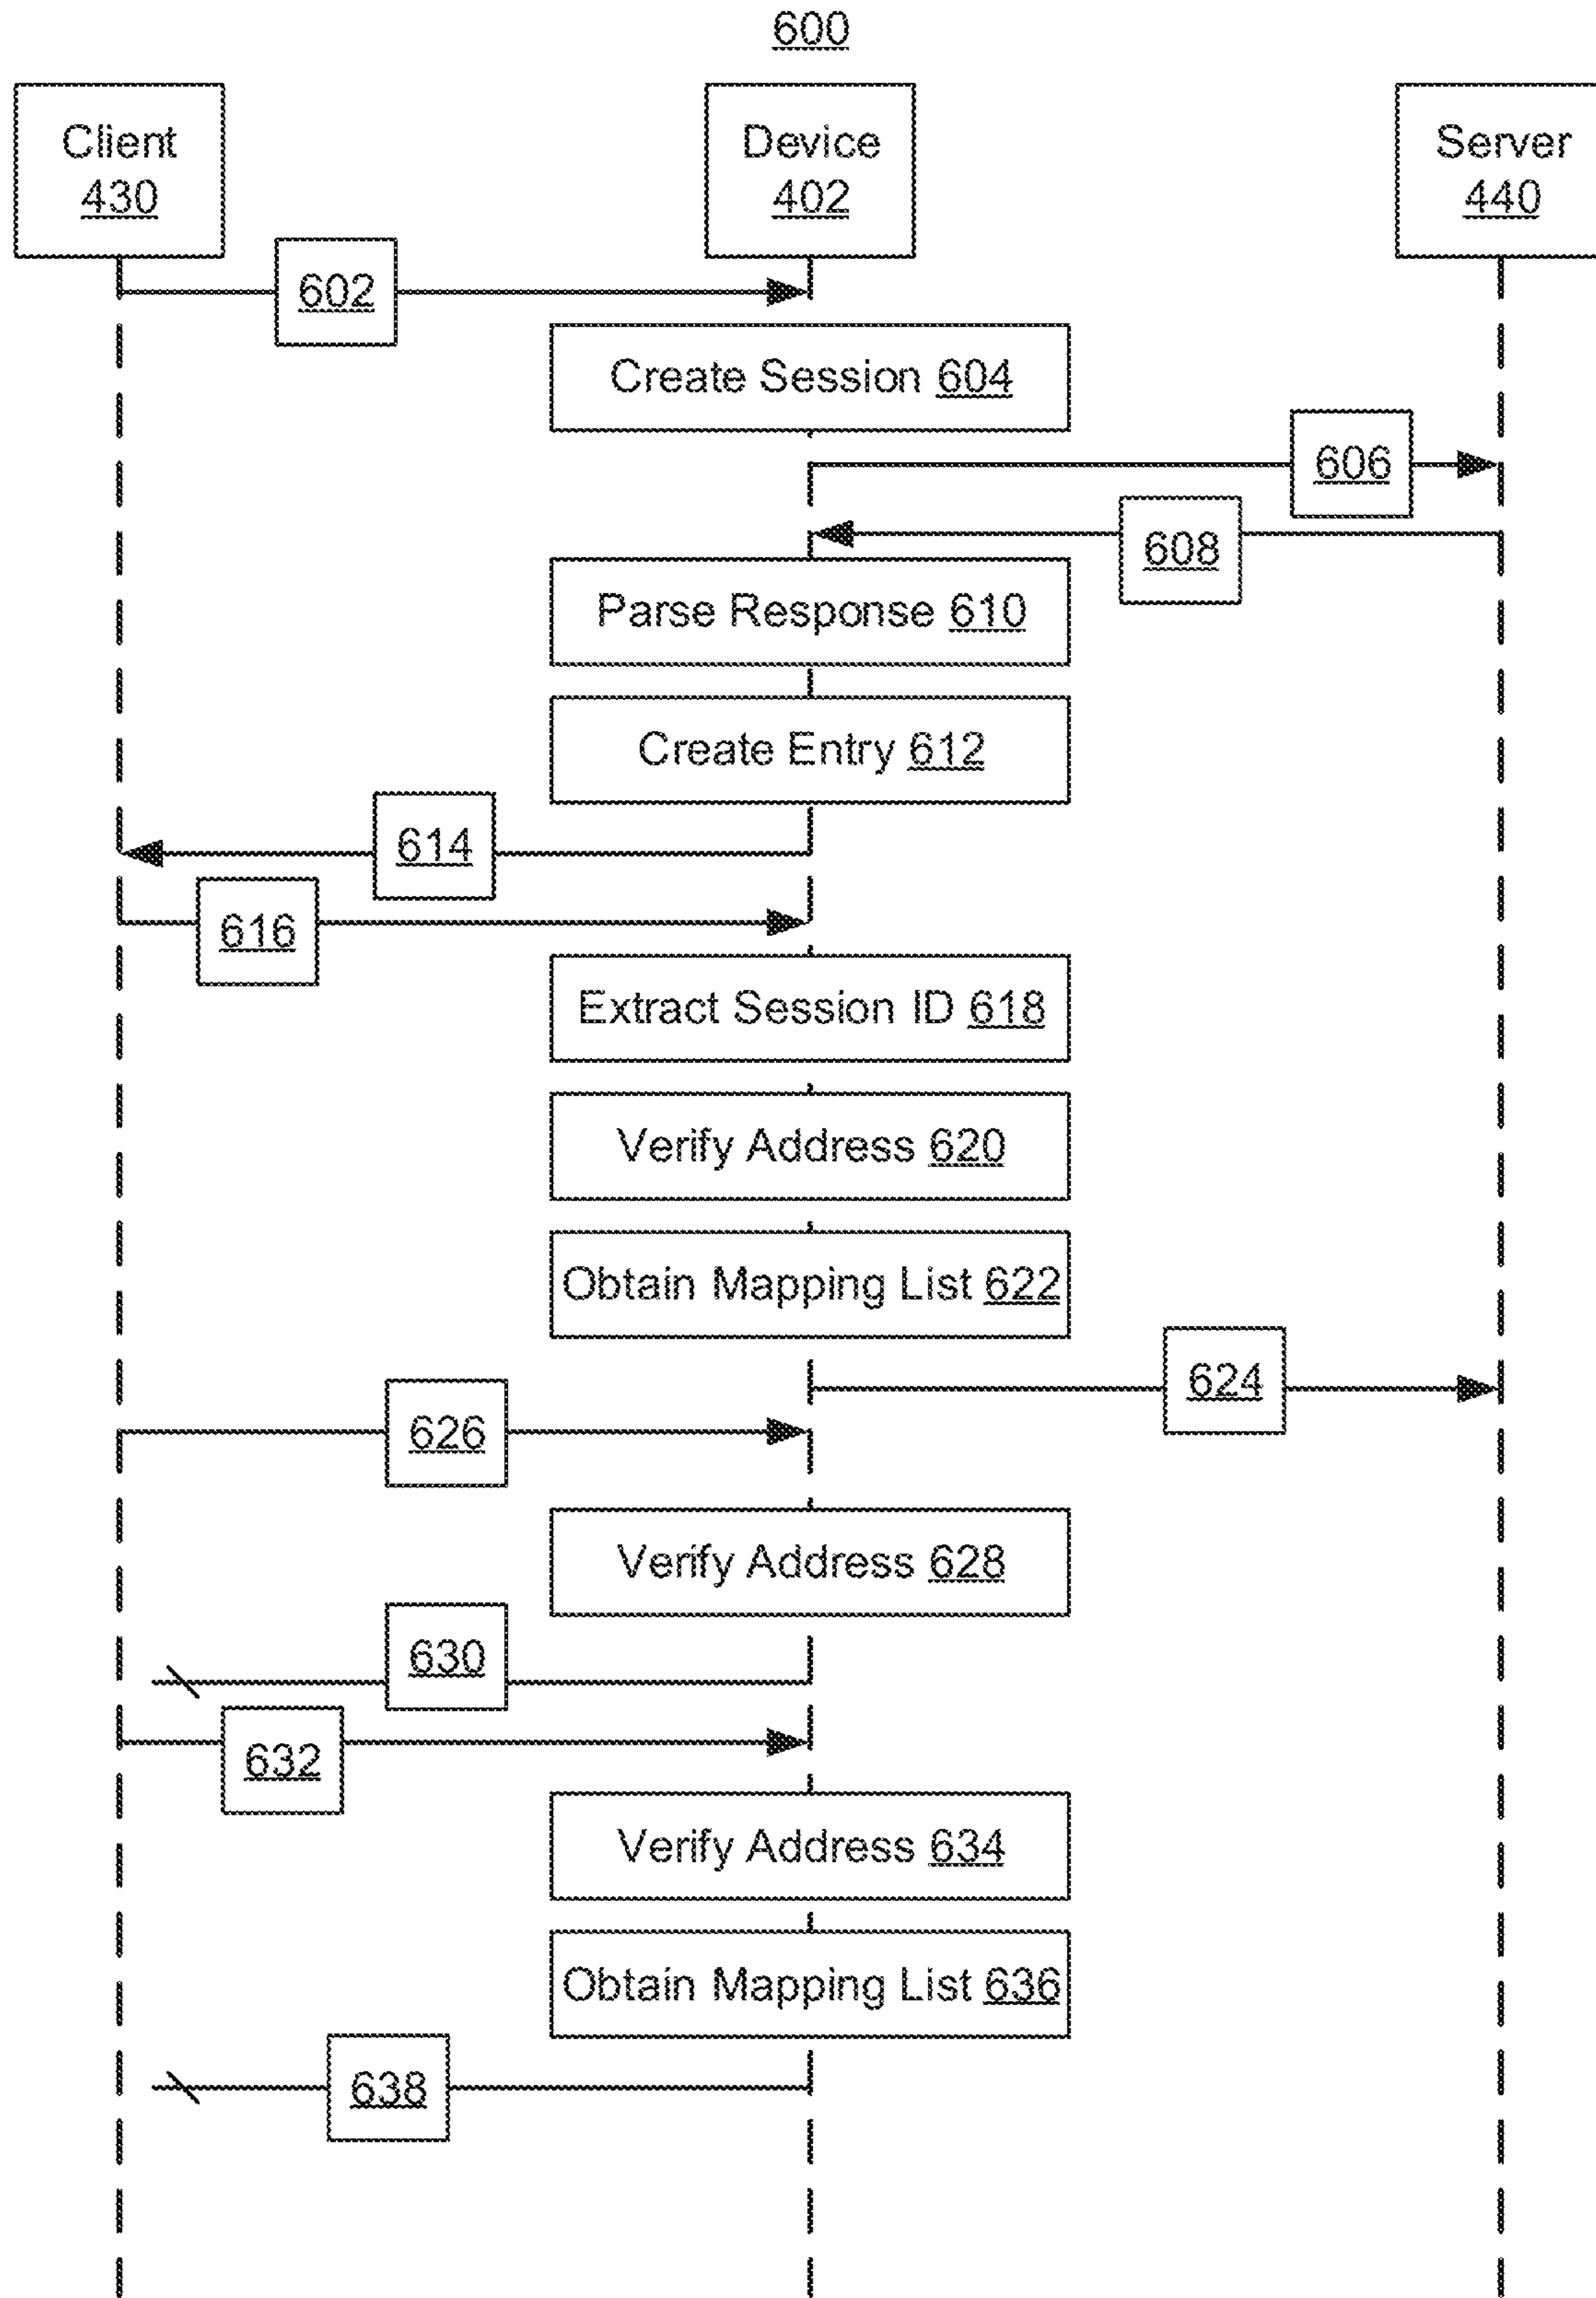 600
Client
430
Device
402
Server
440
602
Create Session 604
606
608
Parse Response 610
Create Entry 612
614
616
Extract Session ID 618
Verify Address 620
Obtain Mapping List 622
624
626
Verify Address 628
630
632
Verify Address 634
Obtain Mapping List 636
638